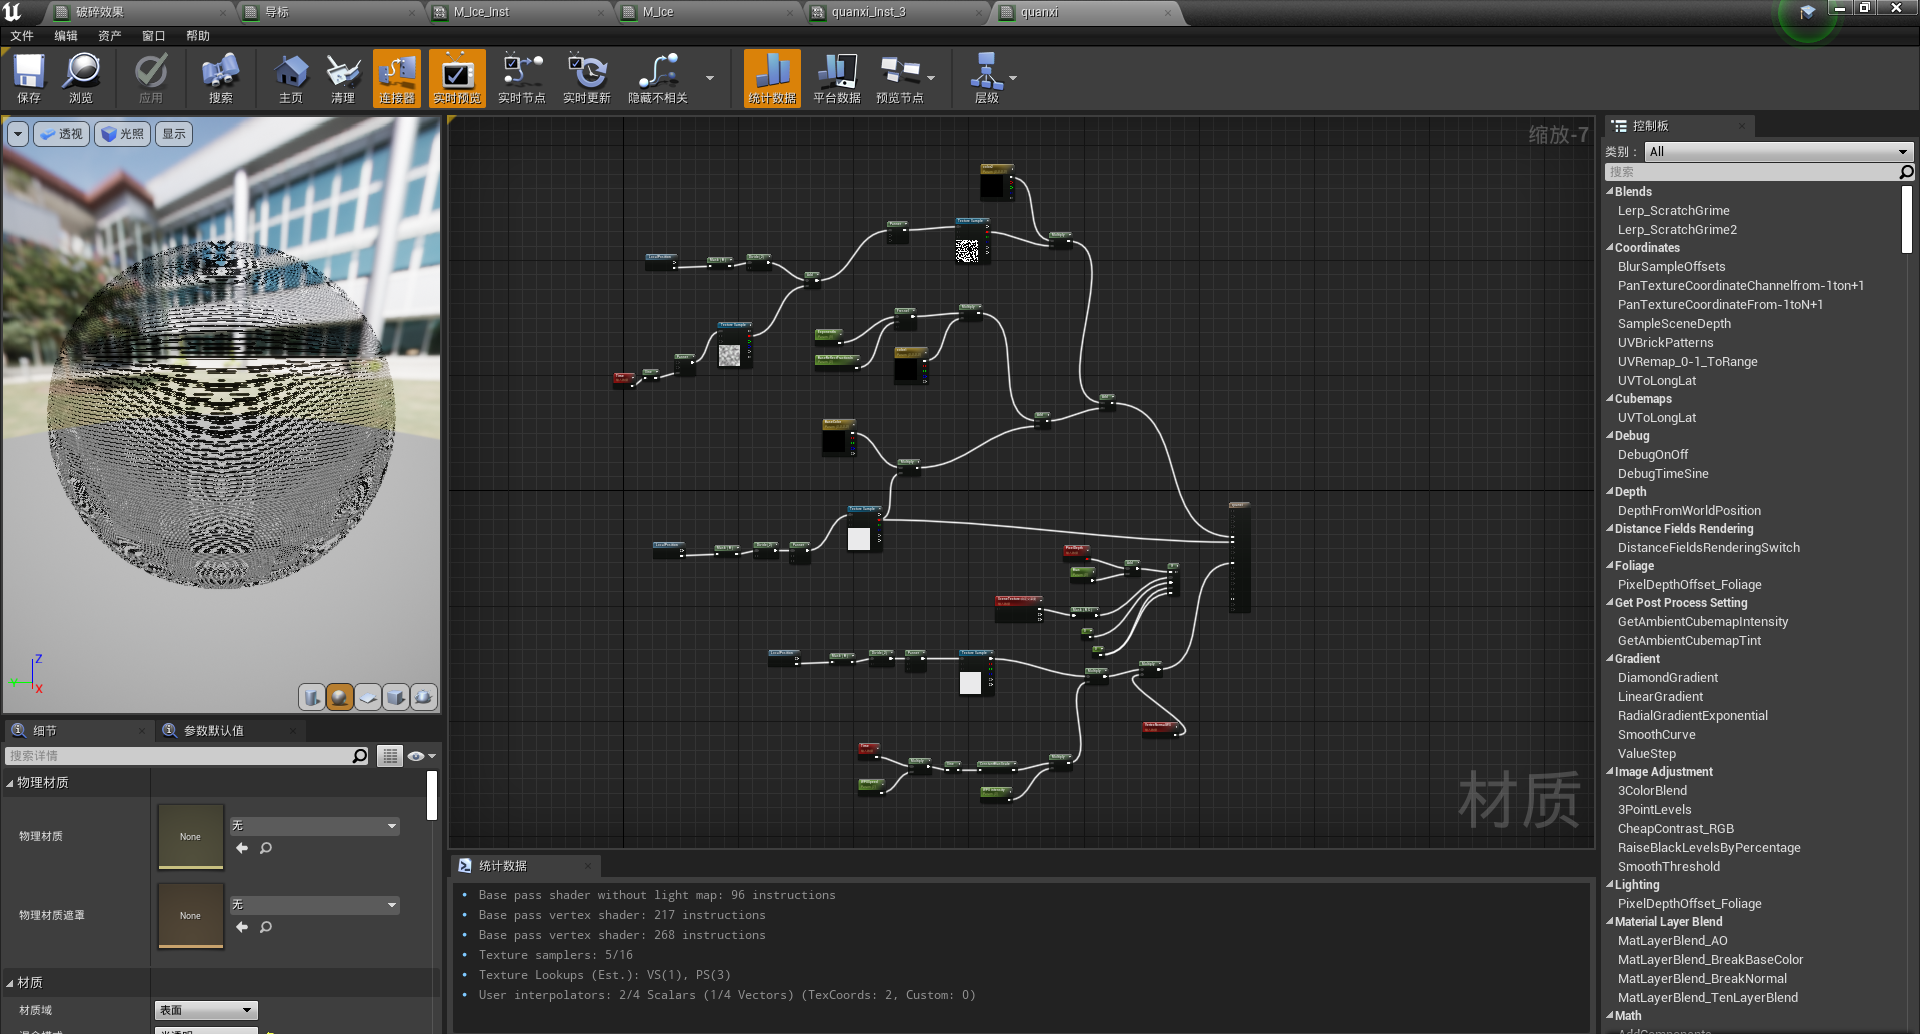 破碎效果
导标
M_Ice_Inst
M_Ice
quanxi_Inst_3
quanxi
文件
编辑
资产
窗口
帮助
保存
浏览
应用
搜索
主页
清理
连接器
实时预览
实时节点
实时更新
隐藏不相关
统计数据
平台数据
预览节点
层级
透视
光照
显示
Z
X
缩放-7
材质
细节
参数默认值
搜索详情
物理材质
物理材质
None
无
物理材质遮罩
None
无
材质
材质域
表面
统计数据
Base pass shader without light map: 96 instructions
Base pass vertex shader: 217 instructions
Base pass vertex shader: 268 instructions
Texture samplers: 5/16
Texture Lookups (Est.): VS(1), PS(3)
User interpolators: 2/4 Scalars (1/4 Vectors) (TexCoords: 2, Custom: 0)
控制板
类别：
All
搜索
Blends
Lerp_ScratchGrime
Lerp_ScratchGrime2
Coordinates
BlurSampleOffsets
PanTextureCoordinateChannelfrom-1ton+1
PanTextureCoordinateFrom-1toN+1
SampleSceneDepth
UVBrickPatterns
UVRemap_0-1_ToRange
UVToLongLat
Cubemaps
UVToLongLat
Debug
DebugOnOff
DebugTimeSine
Depth
DepthFromWorldPosition
Distance Fields Rendering
DistanceFieldsRenderingSwitch
Foliage
PixelDepthOffset_Foliage
Get Post Process Setting
GetAmbientCubemapIntensity
GetAmbientCubemapTint
Gradient
DiamondGradient
LinearGradient
RadialGradientExponential
SmoothCurve
ValueStep
Image Adjustment
3ColorBlend
3PointLevels
CheapContrast_RGB
RaiseBlackLevelsByPercentage
SmoothThreshold
Lighting
PixelDepthOffset_Foliage
Material Layer Blend
MatLayerBlend_AO
MatLayerBlend_BreakBaseColor
MatLayerBlend_BreakNormal
MatLayerBlend_TenLayerBlend
Math